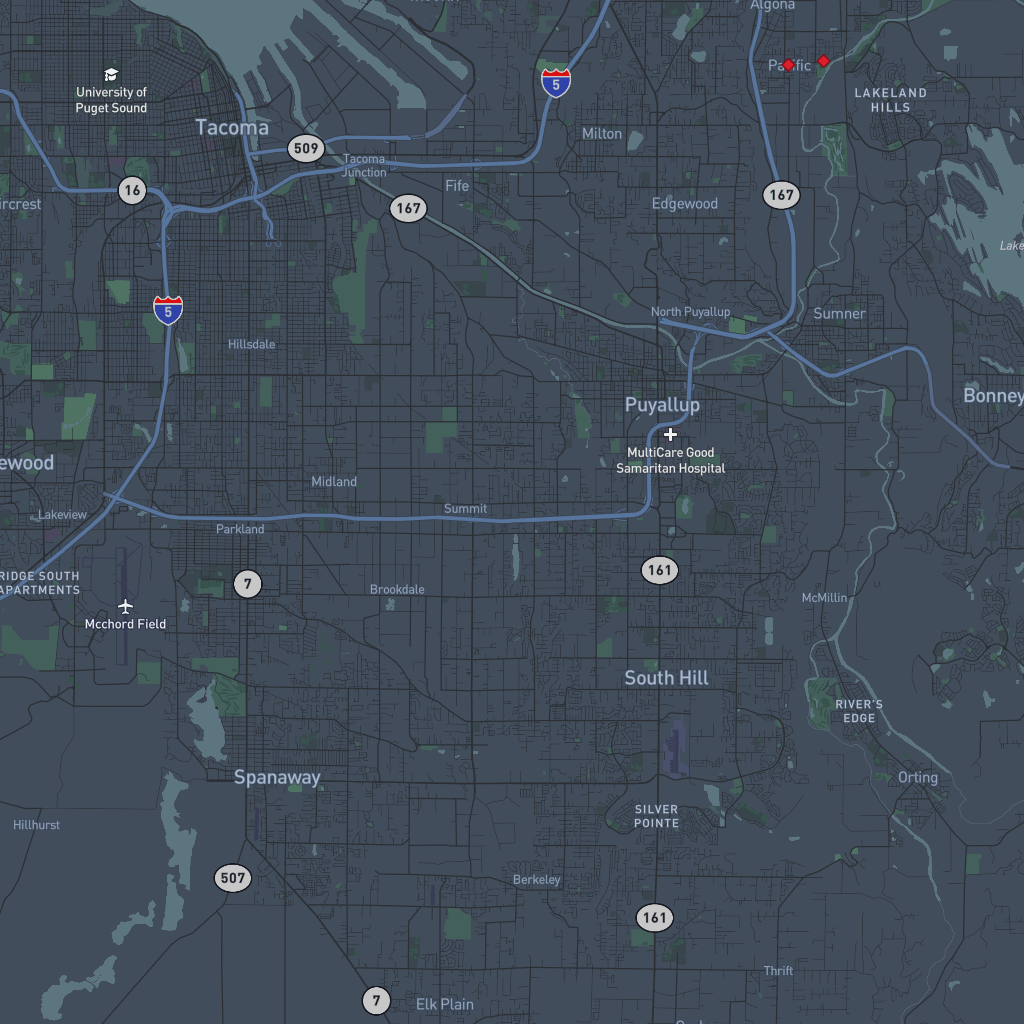 Algona
Pacific
LAKELAND
HILLS
5
University of
Puget Sound
Tacoma
Milton
509
Tacoma
Junction
16
Fife
167
ircrest
167
Edgewood
Lake
5
North Puyallup
Sumner
Hillsdale
Puyallup
Bonney
MultiCare Good
Samaritan Hospital
ewood
Midland
Lakeview
Summit
Parkland
RIDGE SOUTH
APARTMENTS
7
161
Brookdale
McMillin
Mcchord Field
South Hill
RIVER'S
EDGE
Spanaway
Orting
Hillhurst
SILVER
POINTE
507
Berkeley
161
Thrift
7
Elk Plain